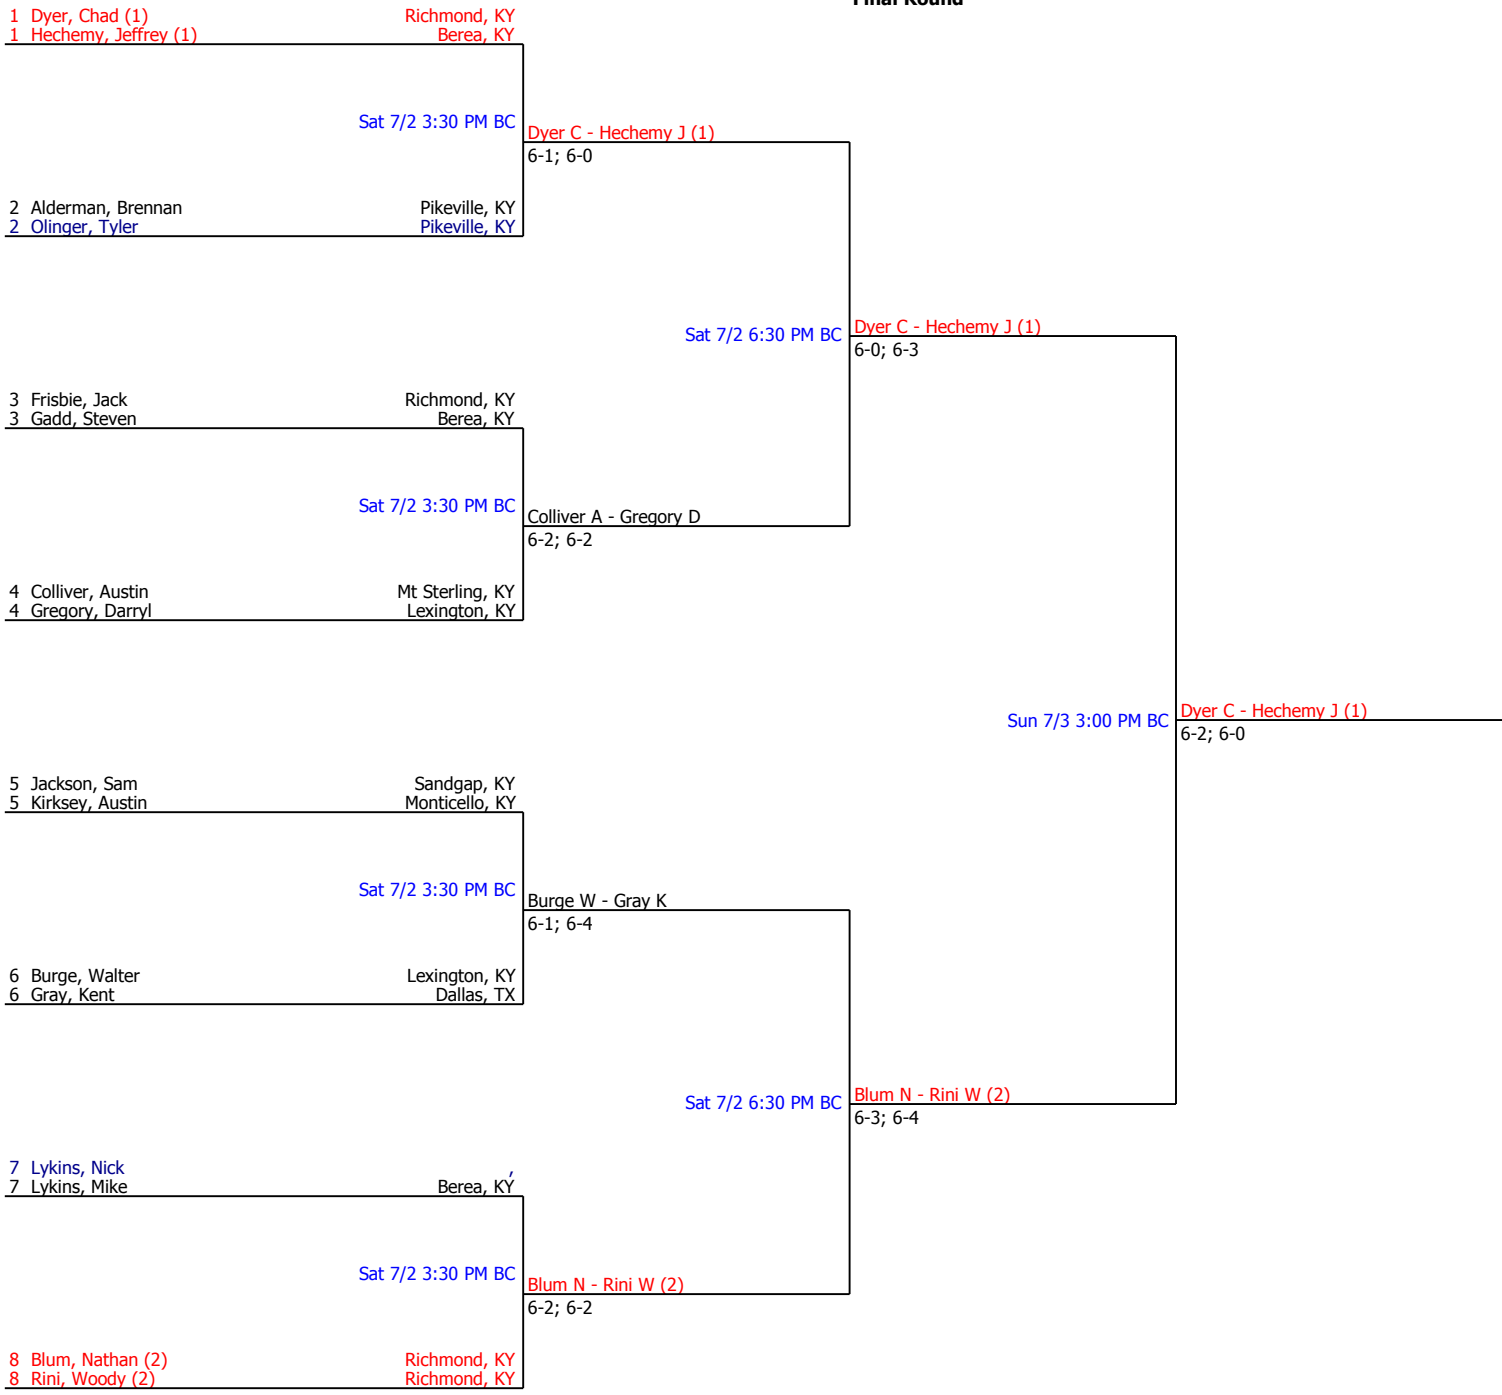 Final Round
1 Dyer, Chad (1) Richmond, KY
1 Hechemy, Jeffrey (1) Berea, KY
Sat 7/2 3:30 PM BC
Dyer C - Hechemy J (1)
6-1; 6-0
2 Alderman, Brennan Pikeville, KY
2 Olinger, Tyler Pikeville, KY
Sat 7/2 6:30 PM BC
Dyer C - Hechemy J (1)
6-0; 6-3
3 Frisbie, Jack Richmond, KY
3 Gadd, Steven Berea, KY
Sat 7/2 3:30 PM BC
Colliver A - Gregory D
6-2; 6-2
4 Colliver, Austin Mt Sterling, KY
4 Gregory, Darryl Lexington, KY
Sun 7/3 3:00 PM BC
Dyer C - Hechemy J (1)
6-2; 6-0
5 Jackson, Sam Sandgap, KY
5 Kirksey, Austin Monticello, KY
Sat 7/2 3:30 PM BC
Burge W - Gray K
6-1; 6-4
6 Burge, Walter Lexington, KY
6 Gray, Kent Dallas, TX
Sat 7/2 6:30 PM BC
Blum N - Rini W (2)
6-3; 6-4
7 Lykins, Nick ,
7 Lykins, Mike Berea, KY
Sat 7/2 3:30 PM BC
Blum N - Rini W (2)
6-2; 6-2
8 Blum, Nathan (2) Richmond, KY
8 Rini, Woody (2) Richmond, KY